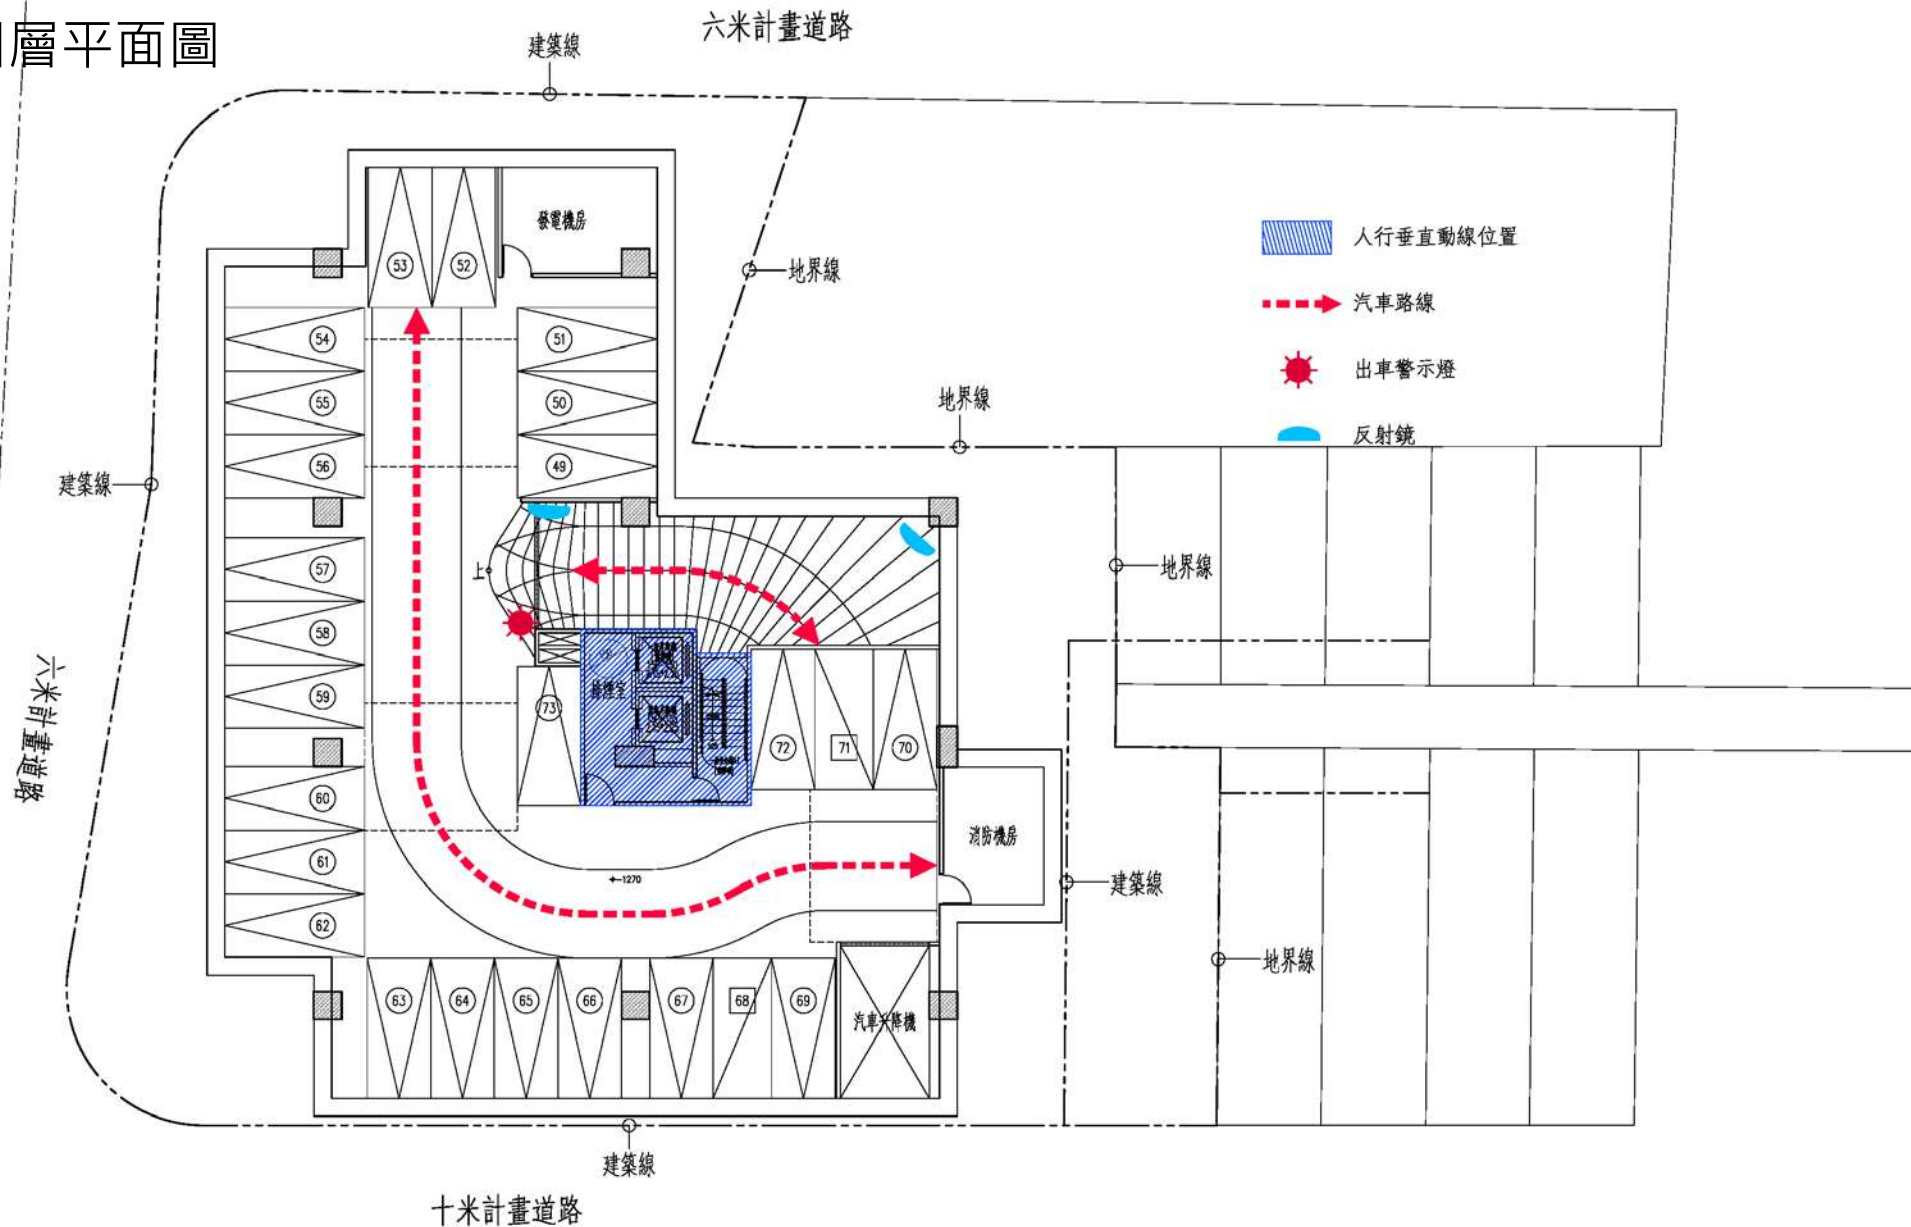 層平面圖
六米計畫道路
建築線
發電機房
人行垂直動線位置
53
52
地界線
汽車路線
54
51
出車警示燈
55
50
地界線
反射鏡
56
49
建築線
57
上
地界線
58
排煙室
59
73
72
71
70
六米計畫道路
60
消防機房
61
-1270
建築線
62
地界線
63
64
65
66
67
68
69
汽車升降機
建築線
十米計畫道路